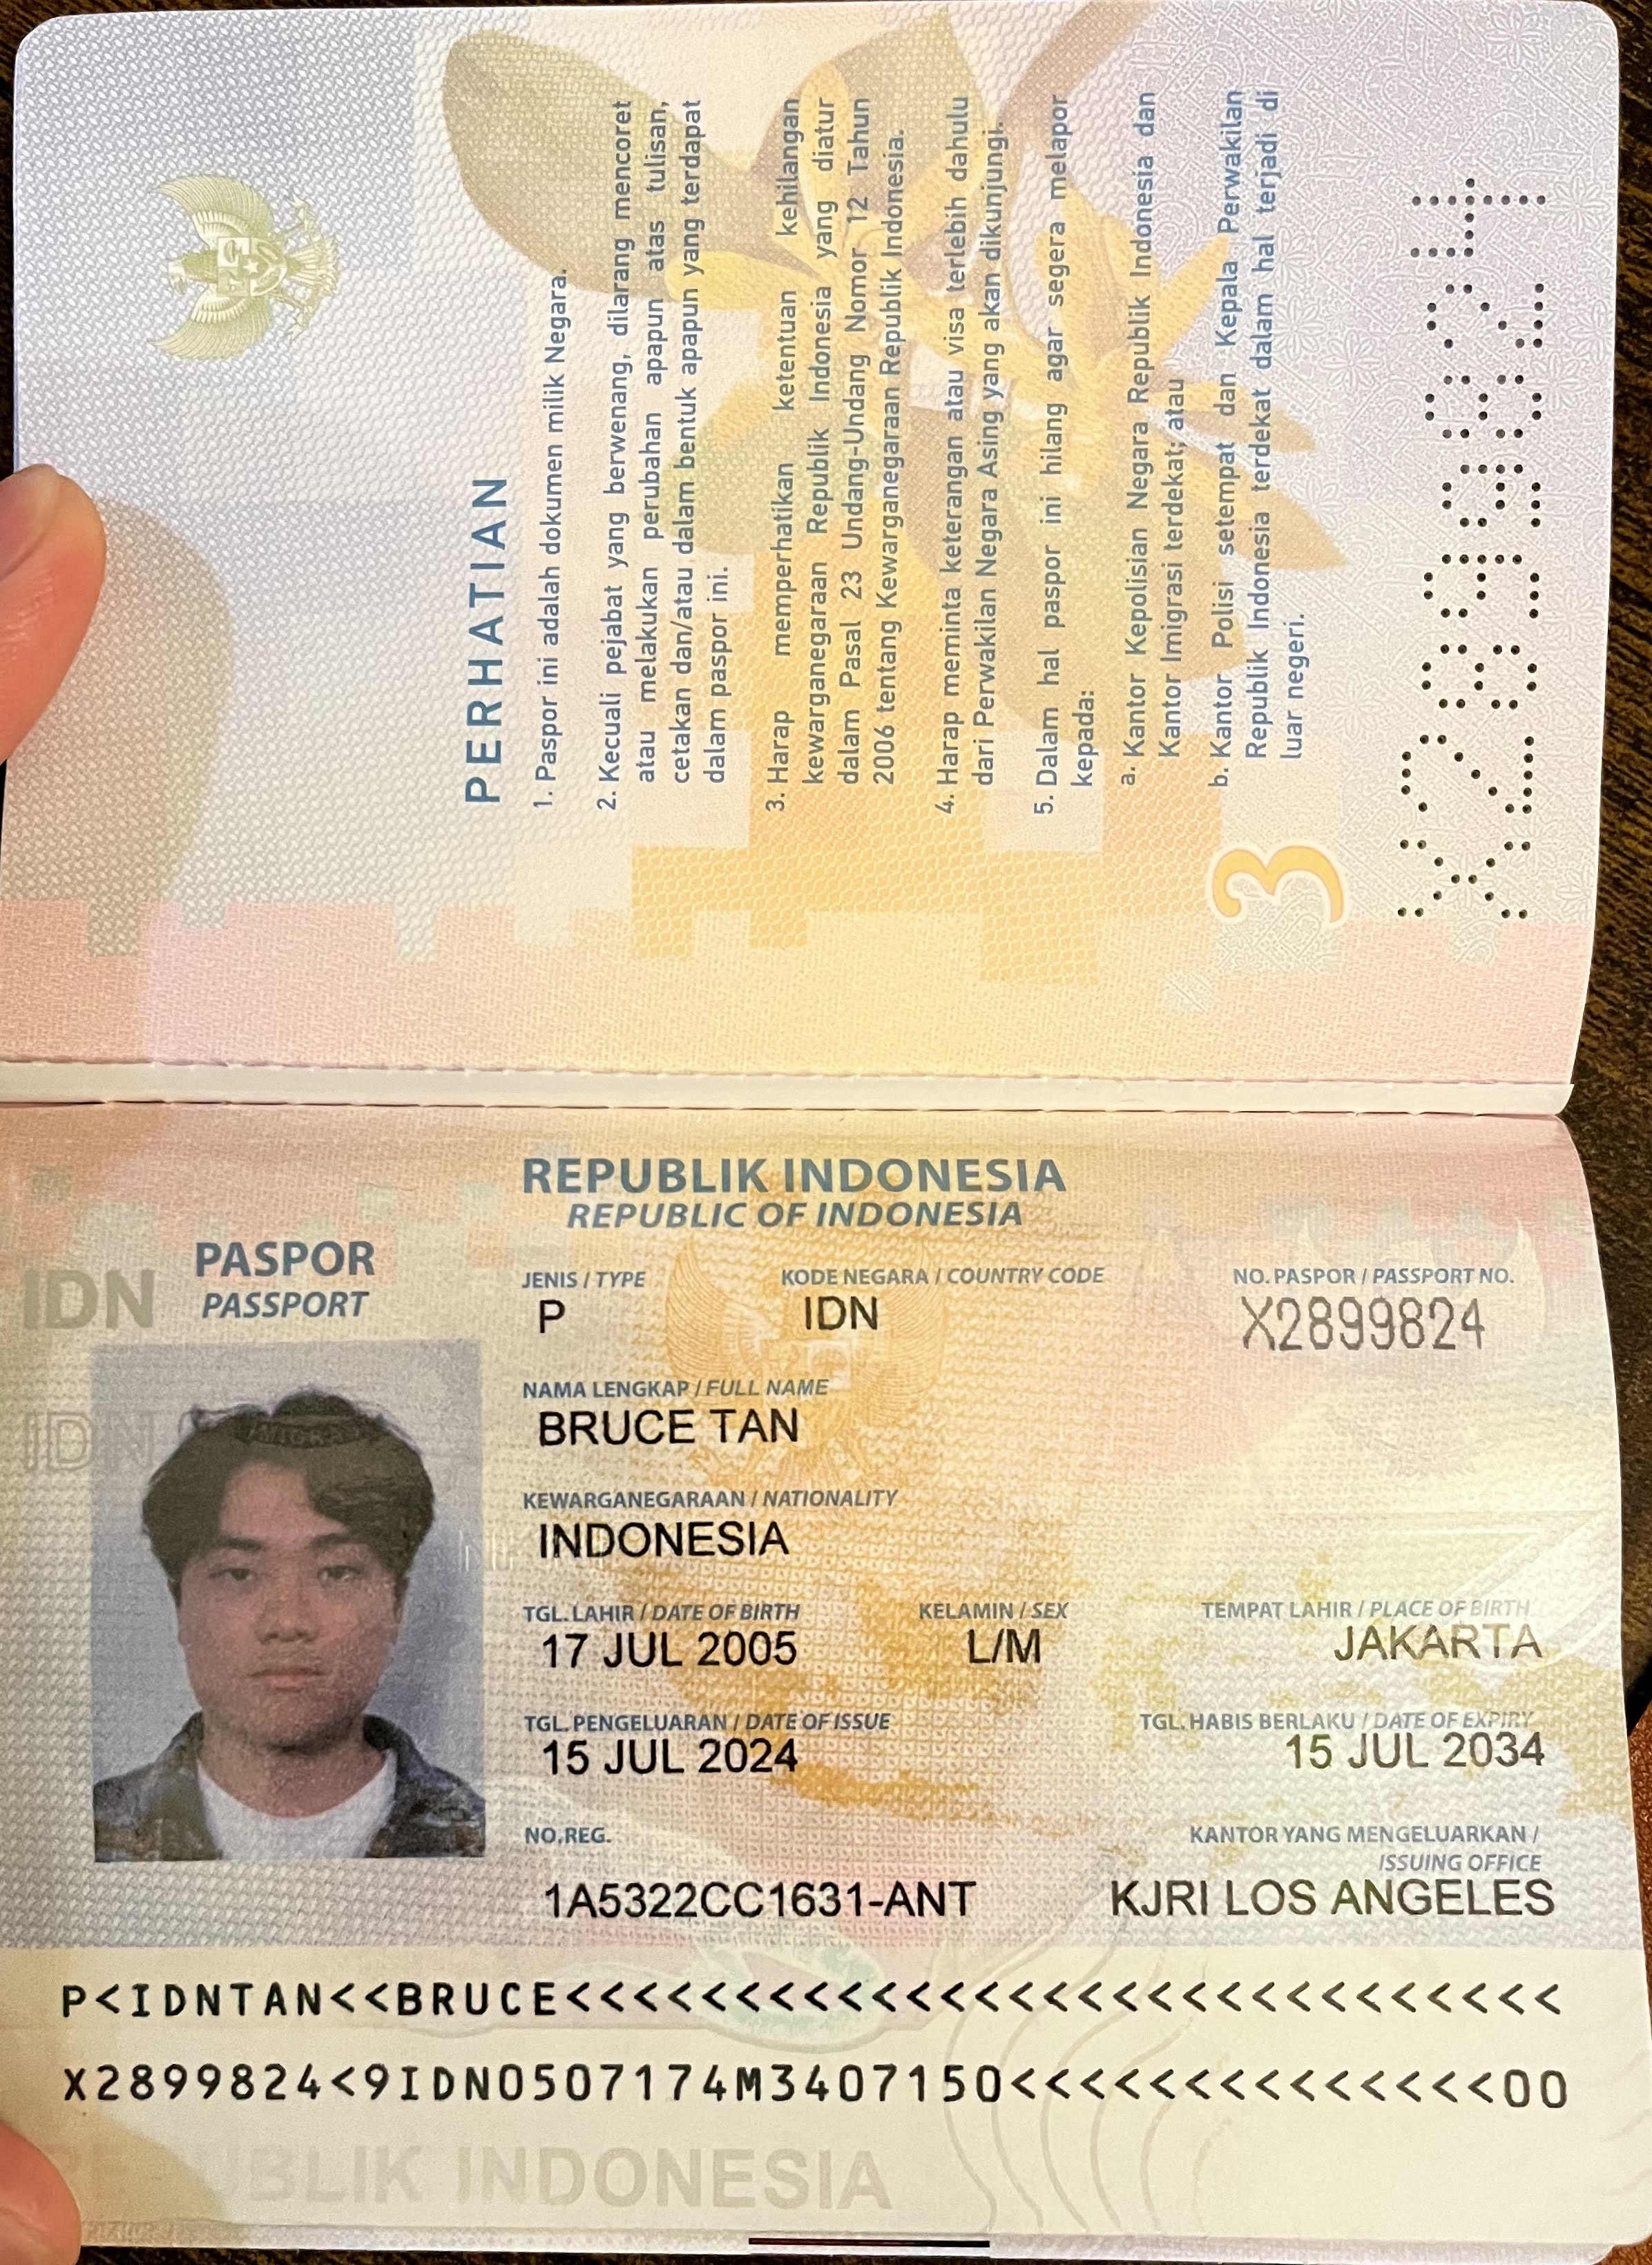 PERHATIAN
1. Paspor ini adalah dokumen milik Negara.
2. Kecuali pejabat yang berwenang, dilarang mencoret
atau melakukan perubahan apapun atas tulisan,
cetakan dan/atau dalam bentuk apapun yang terdapat
dalam paspor ini.
3. Harap memperhatikan ketentuan kehilangan
kewarganegaraan Republik Indonesia yang diatur
dalam Pasal 23 Undang-Undang Nomor 12 Tahun
2006 tentang Kewarganegaraan Republik Indonesia.
4. Harap meminta keterangan atau visa terlebih dahulu
dari Perwakilan Negara Asing yang akan dikunjungi.
5. Dalam hal paspor ini hilang agar segera melapor
kepada:
a. Kantor Kepolisian Negara Republik Indonesia dan
Kantor Imigrasi terdekat; atau
b. Kantor Polisi setempat dan Kepala Perwakilan
Republik Indonesia terdekat dalam hal terjadi di
luar negeri.
3
X2899824
REPUBLIK INDONESIA
REPUBLIC OF INDONESIA
IDN
PASPOR
PASSPORT
JENIS / TYPE
P
KODE NEGARA / COUNTRY CODE
IDN
NO. PASPOR / PASSPORT NO.
X2899824
IDN
NAMA LENGKAP / FULL NAME
BRUCE TAN
KEWARGANEGARAAN / NATIONALITY
INDONESIA
TGL. LAHIR / DATE OF BIRTH
17 JUL 2005
KELAMIN / SEX
L/M
TEMPAT LAHIR / PLACE OF BIRTH
JAKARTA
TGL. PENGELUARAN / DATE OF ISSUE
15 JUL 2024
TGL. HABIS BERLAKU / DATE OF EXPIRY
15 JUL 2034
NO. REG.
1A5322CC1631-ANT
KANTOR YANG MENGELUARKAN /
ISSUING OFFICE
KJRI LOS ANGELES
P<IDNTAN<<BRUCE<<<<<<<<<<<<<<<<<<<<<<<<<<<<<
X2899824<9IDN0507174M3407150<<<<<<<<<<<<<<00
REPUBLIK INDONESIA